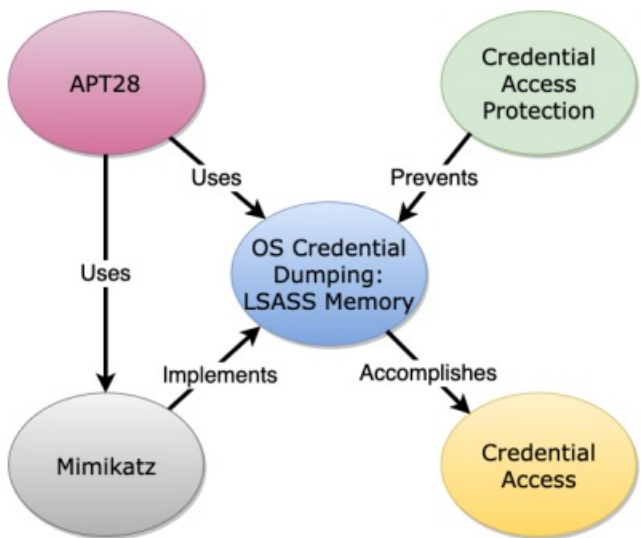 APT28
Credential
Access
Protection
Uses
Prevents
OS Credential
Dumping:
LSASS Memory
Uses
Implements
Accomplishes
Mimikatz
Credential
Access